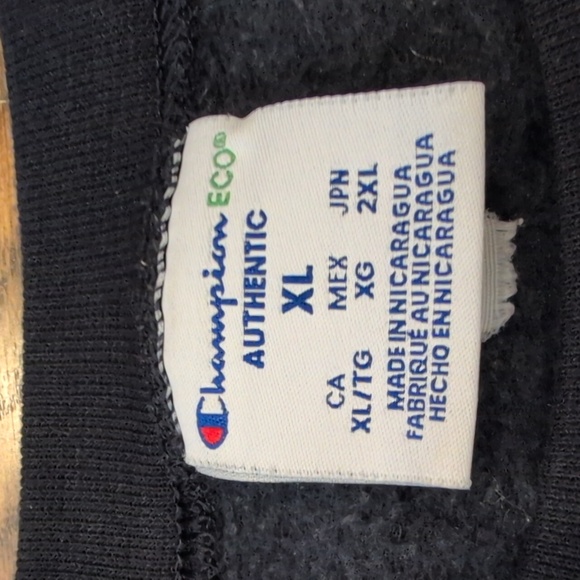 Champion ECO®
AUTHENTIC
XL
CA MEX JPN
XL/TG XG 2XL
MADE IN NICARAGUA
FABRIQUÉ AU NICARAGUA
HECHO EN NICARAGUA